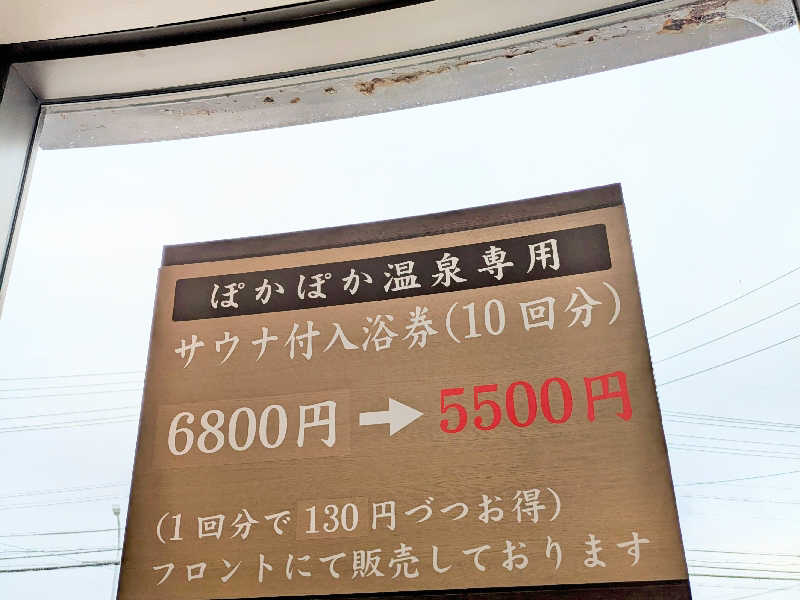 ぽかぽか温泉専用
サウナ付入浴券(10回分)
6800円→5500円
(1回分で130円づつお得)
フロントにて販売しております